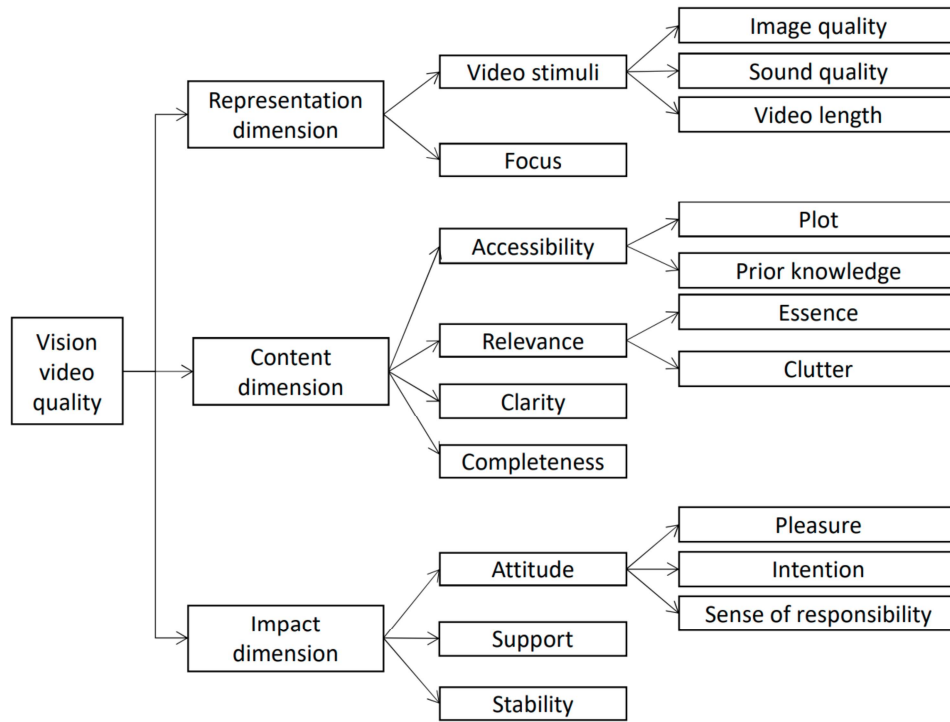 Image quality
Video stimuli
Sound quality
Representation
dimension
Video length
Focus
Plot
Accessibility
Prior knowledge
Essence
Vision
video
quality
Content
dimension
Relevance
Clutter
Clarity
Completeness
Pleasure
Attitude
Intention
Sense of responsibility
Impact
dimension
Support
Stability